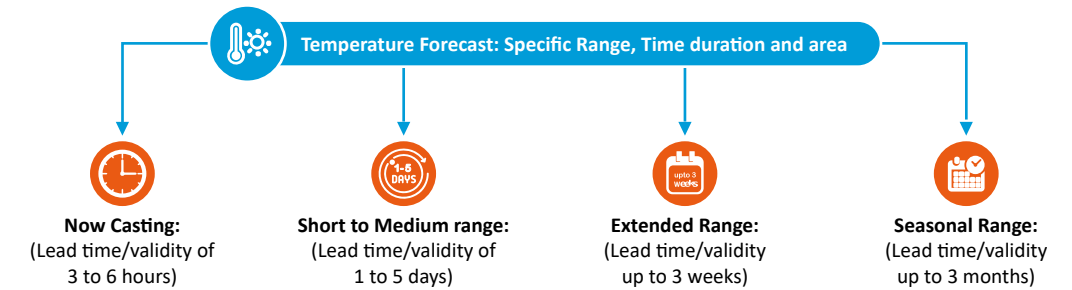 Temperature Forecast: Specific Range, Time duration and area
Now Casting:
(Lead time/validity of
3 to 6 hours)
1-5
DAYS
Short to Medium range:
(Lead time/validity of
1 to 5 days)
upto 3
weeks
Extended Range:
(Lead time/validity
up to 3 weeks)
Seasonal Range:
(Lead time/validity
up to 3 months)